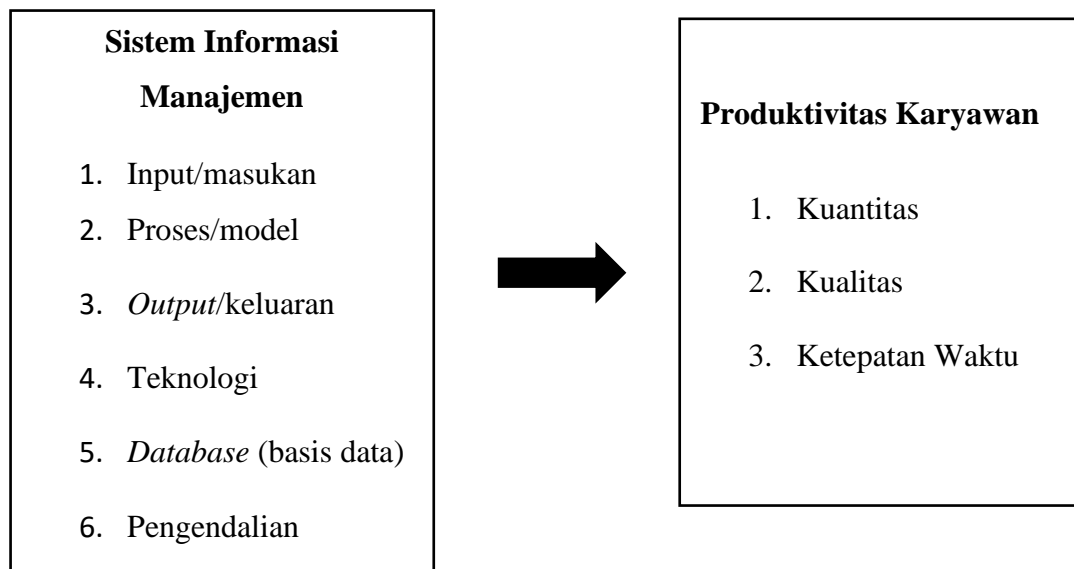 Sistem Informasi
Manajemen
1. Input/masukan
2. Proses/model
3. Output/keluaran
4. Teknologi
5. Database (basis data)
6. Pengendalian
Produktivitas Karyawan
1. Kuantitas
2. Kualitas
3. Ketepatan Waktu